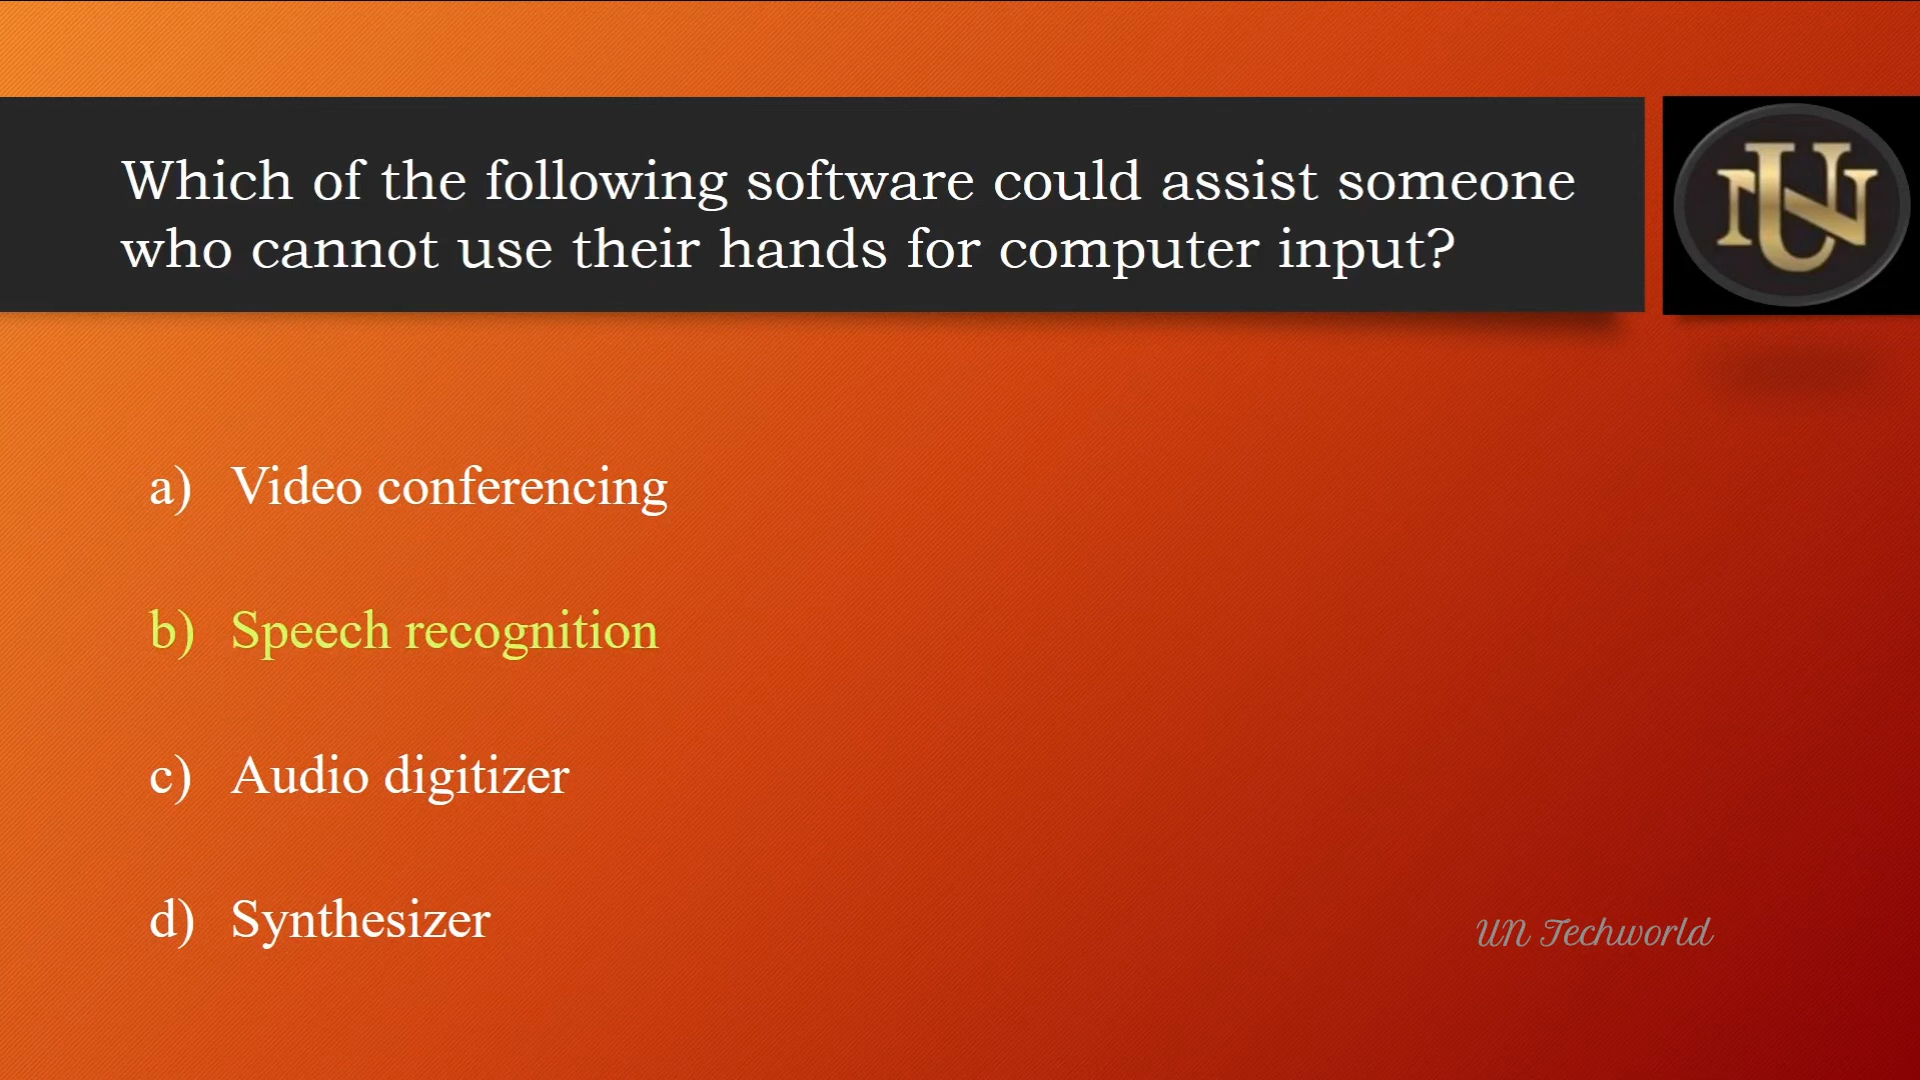 Which of the following software could assist someone
who cannot use their hands for computer input?
UN
a) Video conferencing
b) Speech recognition
c) Audio digitizer
d) Synthesizer
UN Techworld